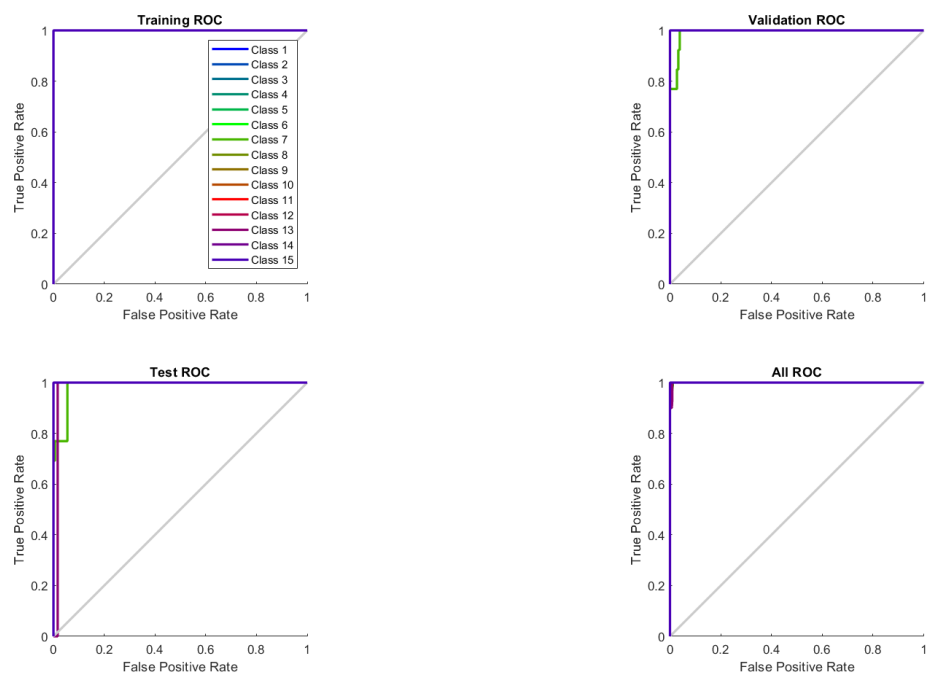 Training ROC
1
0.8
0.6
0.4
0.2
0
True Positive Rate
0 0.2 0.4 0.6 0.8 1
False Positive Rate
Class 1
Class 2
Class 3
Class 4
Class 5
Class 6
Class 7
Class 8
Class 9
Class 10
Class 11
Class 12
Class 13
Class 14
Class 15
Validation ROC
1
0.8
0.6
0.4
0.2
0
True Positive Rate
0 0.2 0.4 0.6 0.8 1
False Positive Rate
Test ROC
1
0.8
0.6
0.4
0.2
0
True Positive Rate
0 0.2 0.4 0.6 0.8 1
False Positive Rate
All ROC
1
0.8
0.6
0.4
0.2
0
True Positive Rate
0 0.2 0.4 0.6 0.8 1
False Positive Rate